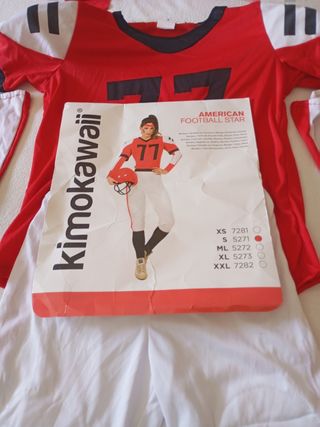 77
kimokawaii®
AMERICAN
FOOTBALL STAR
77
XS 7281
S 5271
ML 5272
XL 5273
XXL 7282